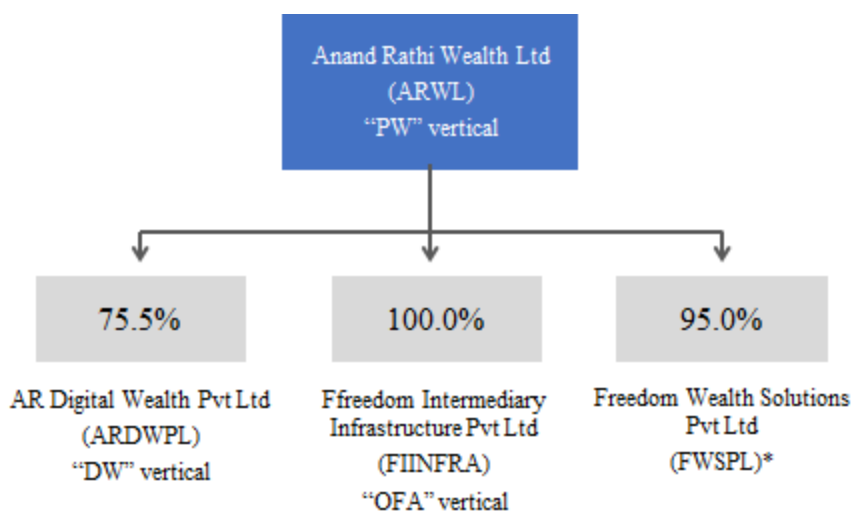 Anand Rathi Wealth Ltd
(ARWL)
“PW” vertical
75.5%
100.0%
95.0%
AR Digital Wealth Pvt Ltd
(ARDWPL)
“DW” vertical
Ffreedom Intermediary
Infrastructure Pvt Ltd
(FIINFRA)
“OFA” vertical
Freedom Wealth Solutions
Pvt Ltd
(FWSPL)*